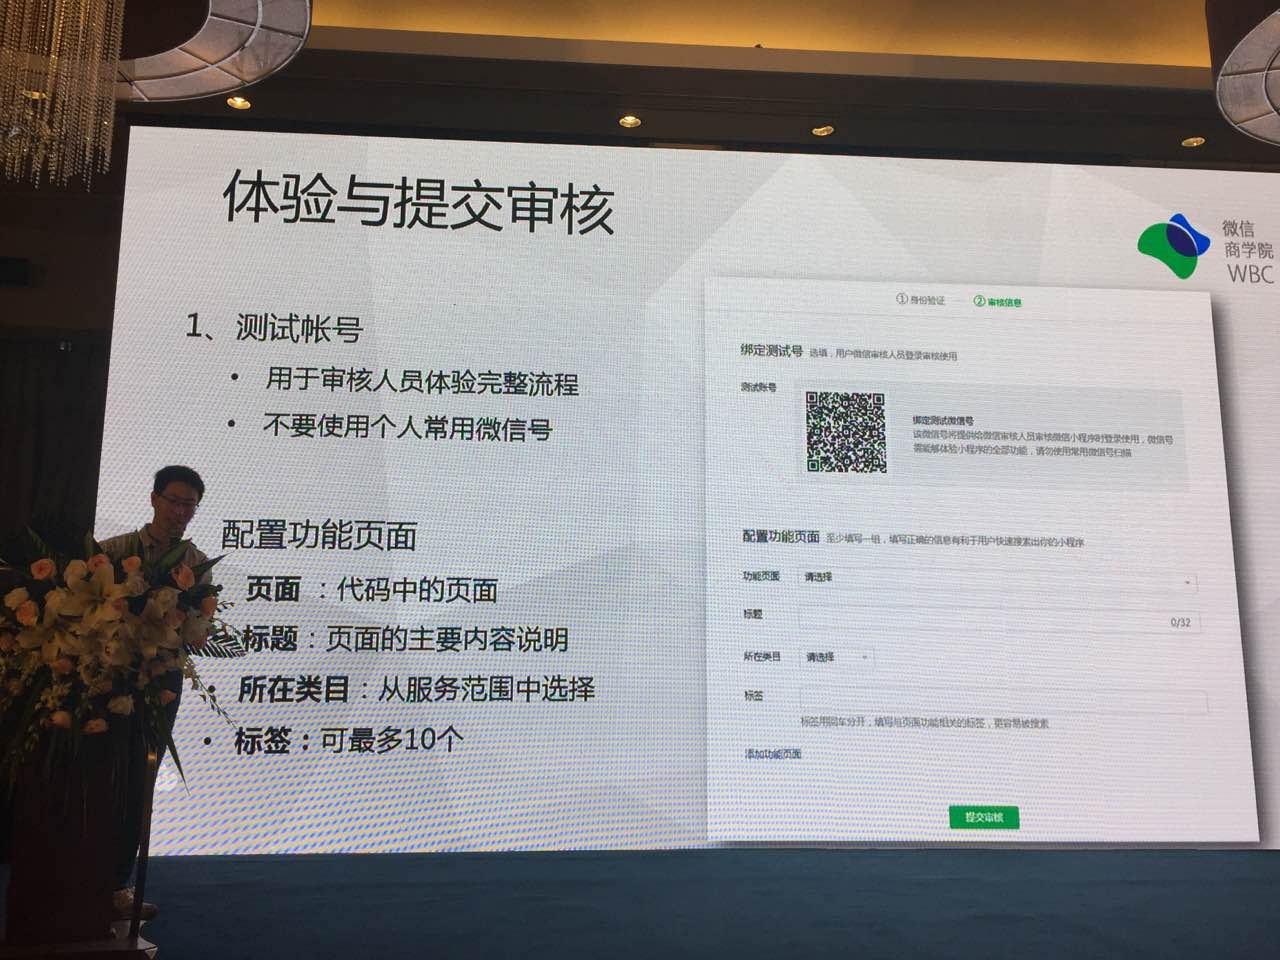 体验与提交审核
微信
商学院
WBC
1、测试帐号
• 用于审核人员体验完整流程
• 不要使用个人常用微信号
配置功能页面
页面 ：代码中的页面
标题：页面的主要内容说明
• 所在类目：从服务范围中选择
• 标签：可最多10个
①身份验证
②审核信息
绑定测试号 选填，用户微信审核人员登录审核使用
测试账号
绑定测试微信号
该微信号将提供给微信审核人员审核微信小程序时登录使用，微信号
需能够体验小程序的全部功能，请勿使用常用微信号扫描
配置功能页面 至少填写一组，填写正确的信息有利于用户快速搜索出你的小程序
功能页面 请选择
标题
0/32
所在类目 请选择
标签
标签用回车分开，填写与页面功能相关的标签，更容易被搜索
添加功能页面
提交审核